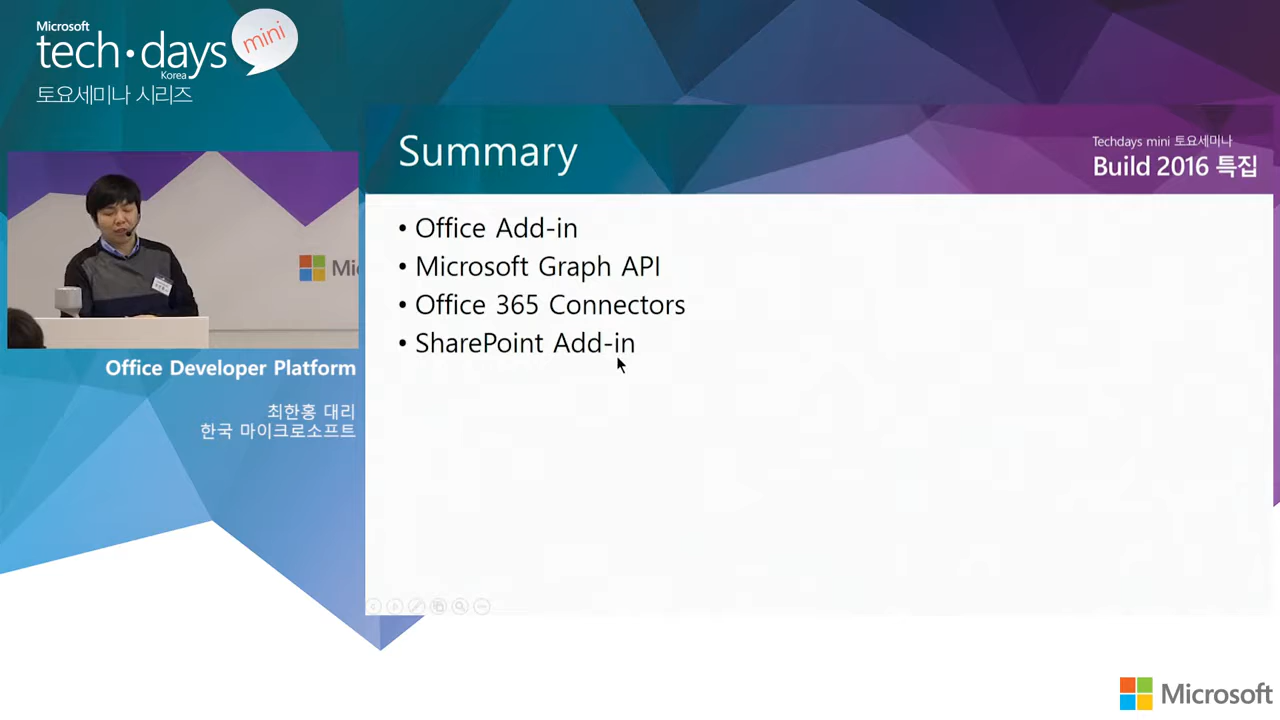 Microsoft
tech·days
mini
Korea
토요세미나 시리즈
Summary
Techdays mini 토요세미나
Build 2016 특집
• Office Add-in
• Microsoft Graph API
• Office 365 Connectors
• SharePoint Add-in
Mi
Office Developer Platform
최한홍 대리
한국 마이크로소프트
Microsoft